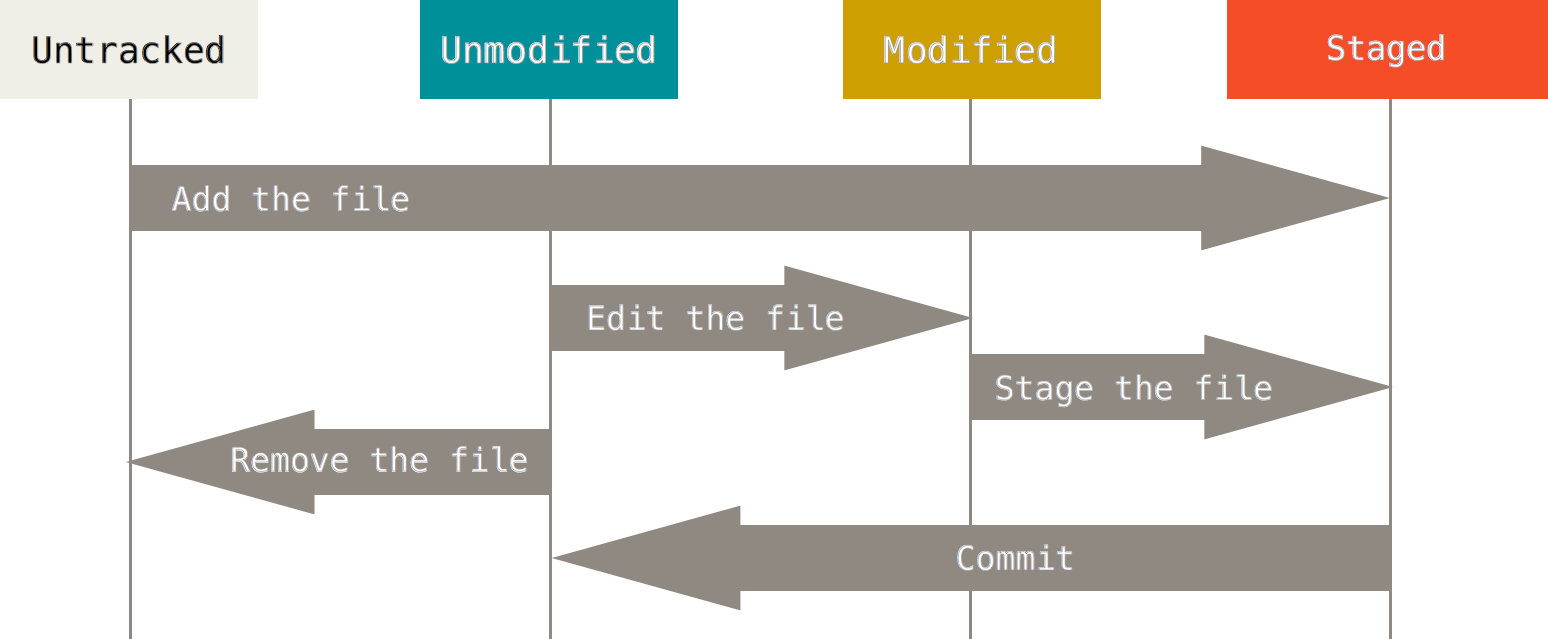 Untracked
Unmodified
Modified
Staged
Add the file
Edit the file
Stage the file
Remove the file
Commit